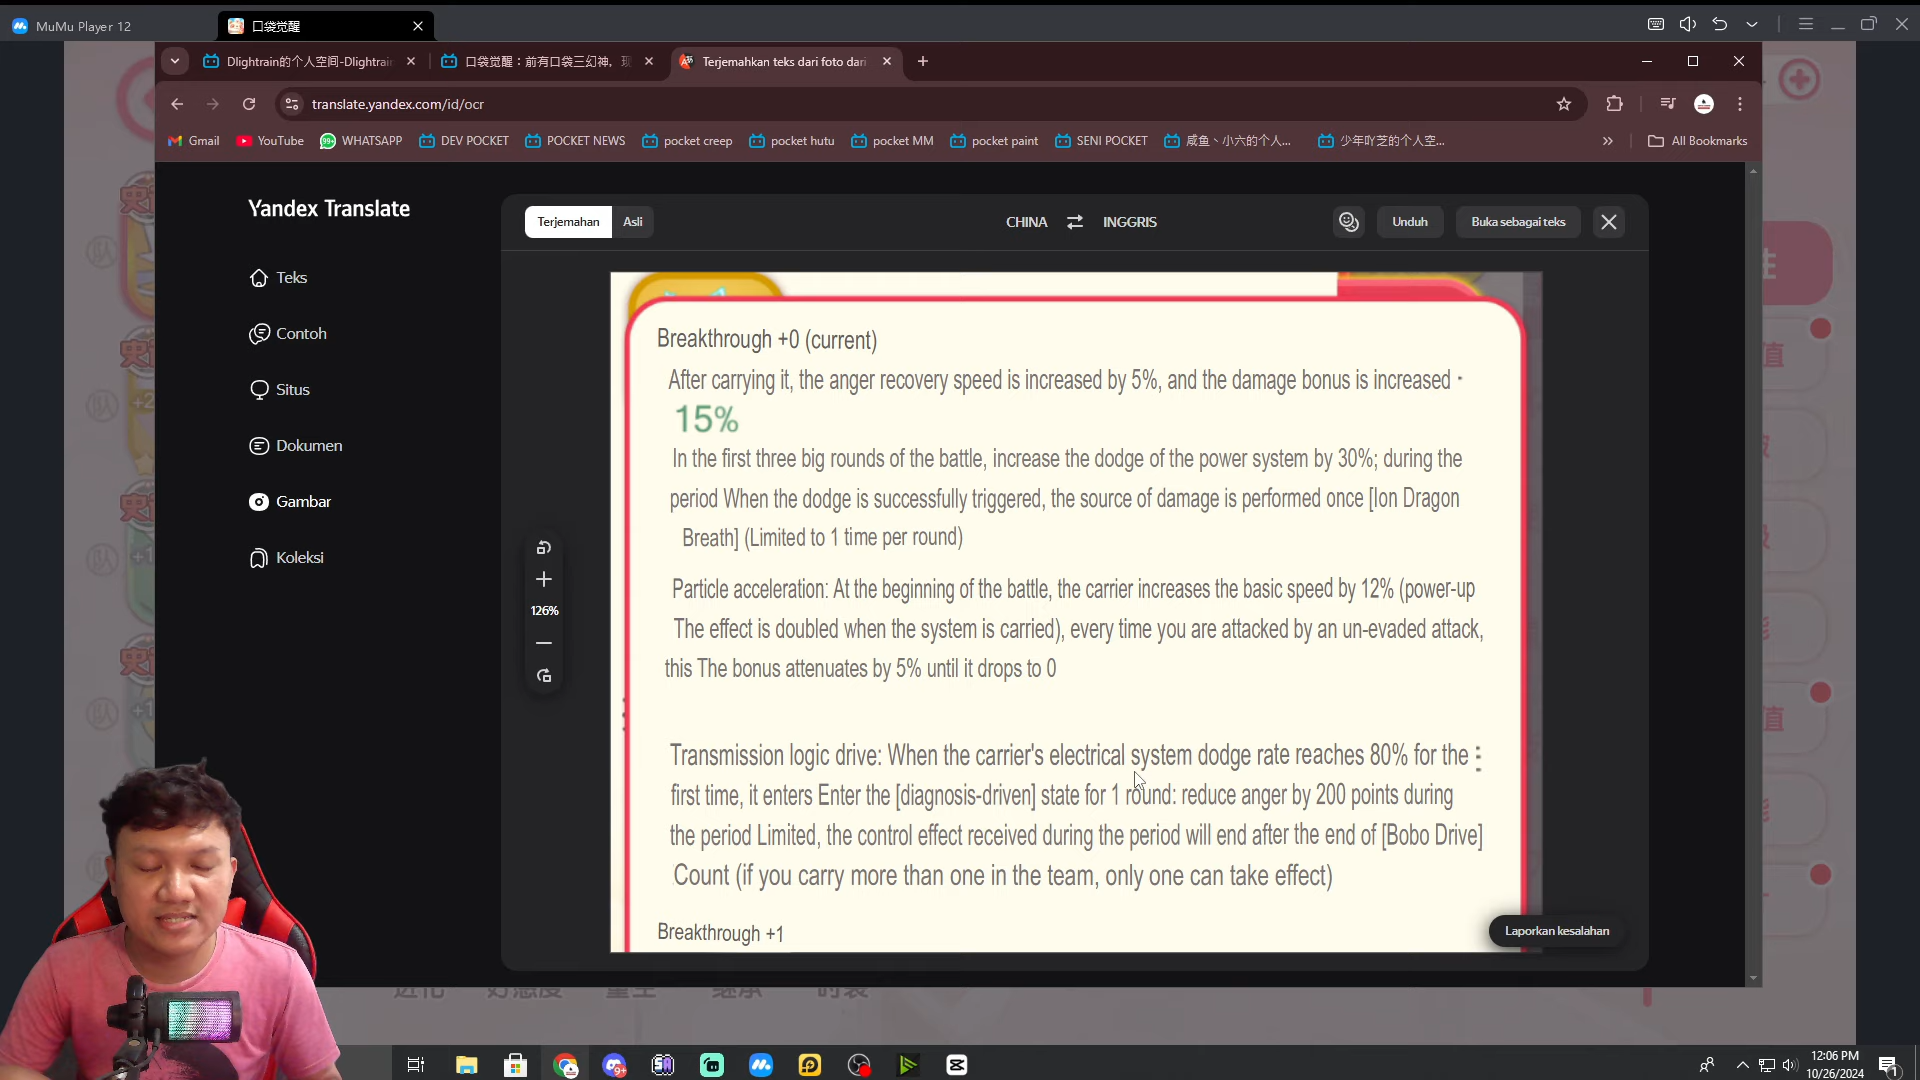 MuMu Player 12
口袋觉醒
Dlightrain的个人空间-Dlightrain
口袋觉醒：前有口袋三幻神，现
Terjemahkan teks dari foto dari
translate.yandex.com/id/ocr
Gmail
YouTube
99+
WHATSAPP
DEV POCKET
POCKET NEWS
pocket creep
pocket hutu
pocket MM
pocket paint
SENI POCKET
咸鱼丶小六的个人...
少年吖芝的个人空...
All Bookmarks
Yandex Translate
Terjemahan
Asli
CHINA
INGGRIS
Unduh
Buka sebagai teks
Teks
Contoh
Situs
Dokumen
Gambar
Koleksi
126%
Breakthrough +0 (current)
After carrying it, the anger recovery speed is increased by 5%, and the damage bonus is increased
15%
In the first three big rounds of the battle, increase the dodge of the power system by 30%; during the
period When the dodge is successfully triggered, the source of damage is performed once [Ion Dragon
Breath] (Limited to 1 time per round)
Particle acceleration: At the beginning of the battle, the carrier increases the basic speed by 12% (power-up
The effect is doubled when the system is carried), every time you are attacked by an un-evaded attack,
this The bonus attenuates by 5% until it drops to 0
Transmission logic drive: When the carrier's electrical system dodge rate reaches 80% for the
first time, it enters Enter the [diagnosis-driven] state for 1 round: reduce anger by 200 points during
the period Limited, the control effect received during the period will end after the end of [Bobo Drive]
Count (if you carry more than one in the team, only one can take effect)
Breakthrough +1
Laporkan kesalahan
进化
好感度
重生
继承
时装
12:06 PM
10/26/2024